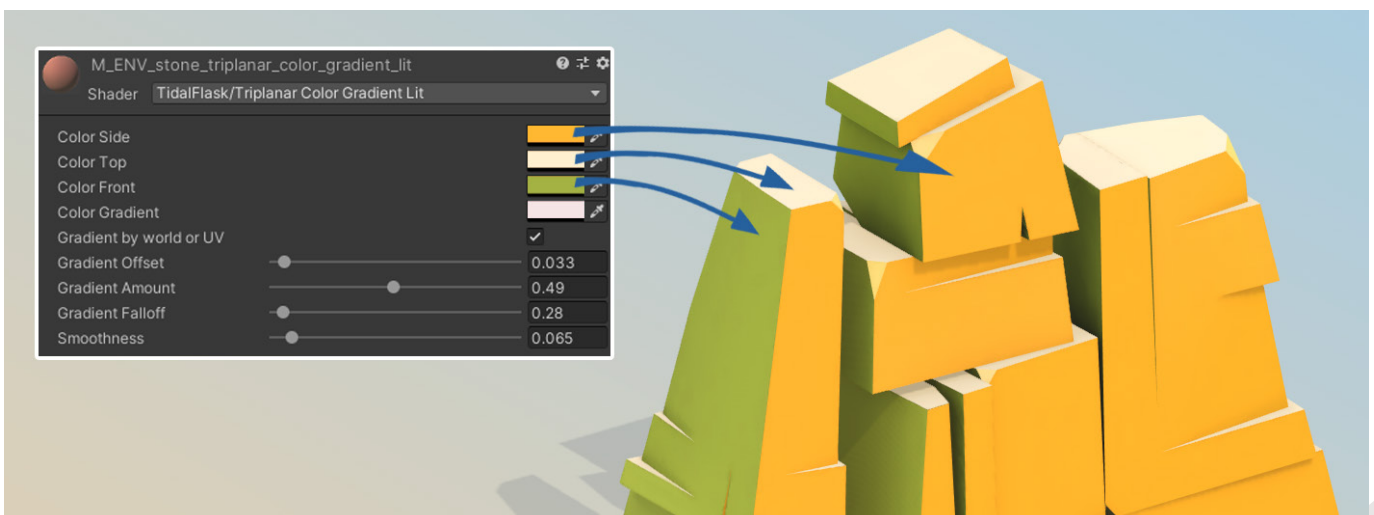 M_ENV_stone_triplanar_color_gradient_lit
Shader TidalFlask/Triplanar Color Gradient Lit
Color Side
Color Top
Color Front
Color Gradient
Gradient by world or UV
Gradient Offset 0.033
Gradient Amount 0.49
Gradient Falloff 0.28
Smoothness 0.065